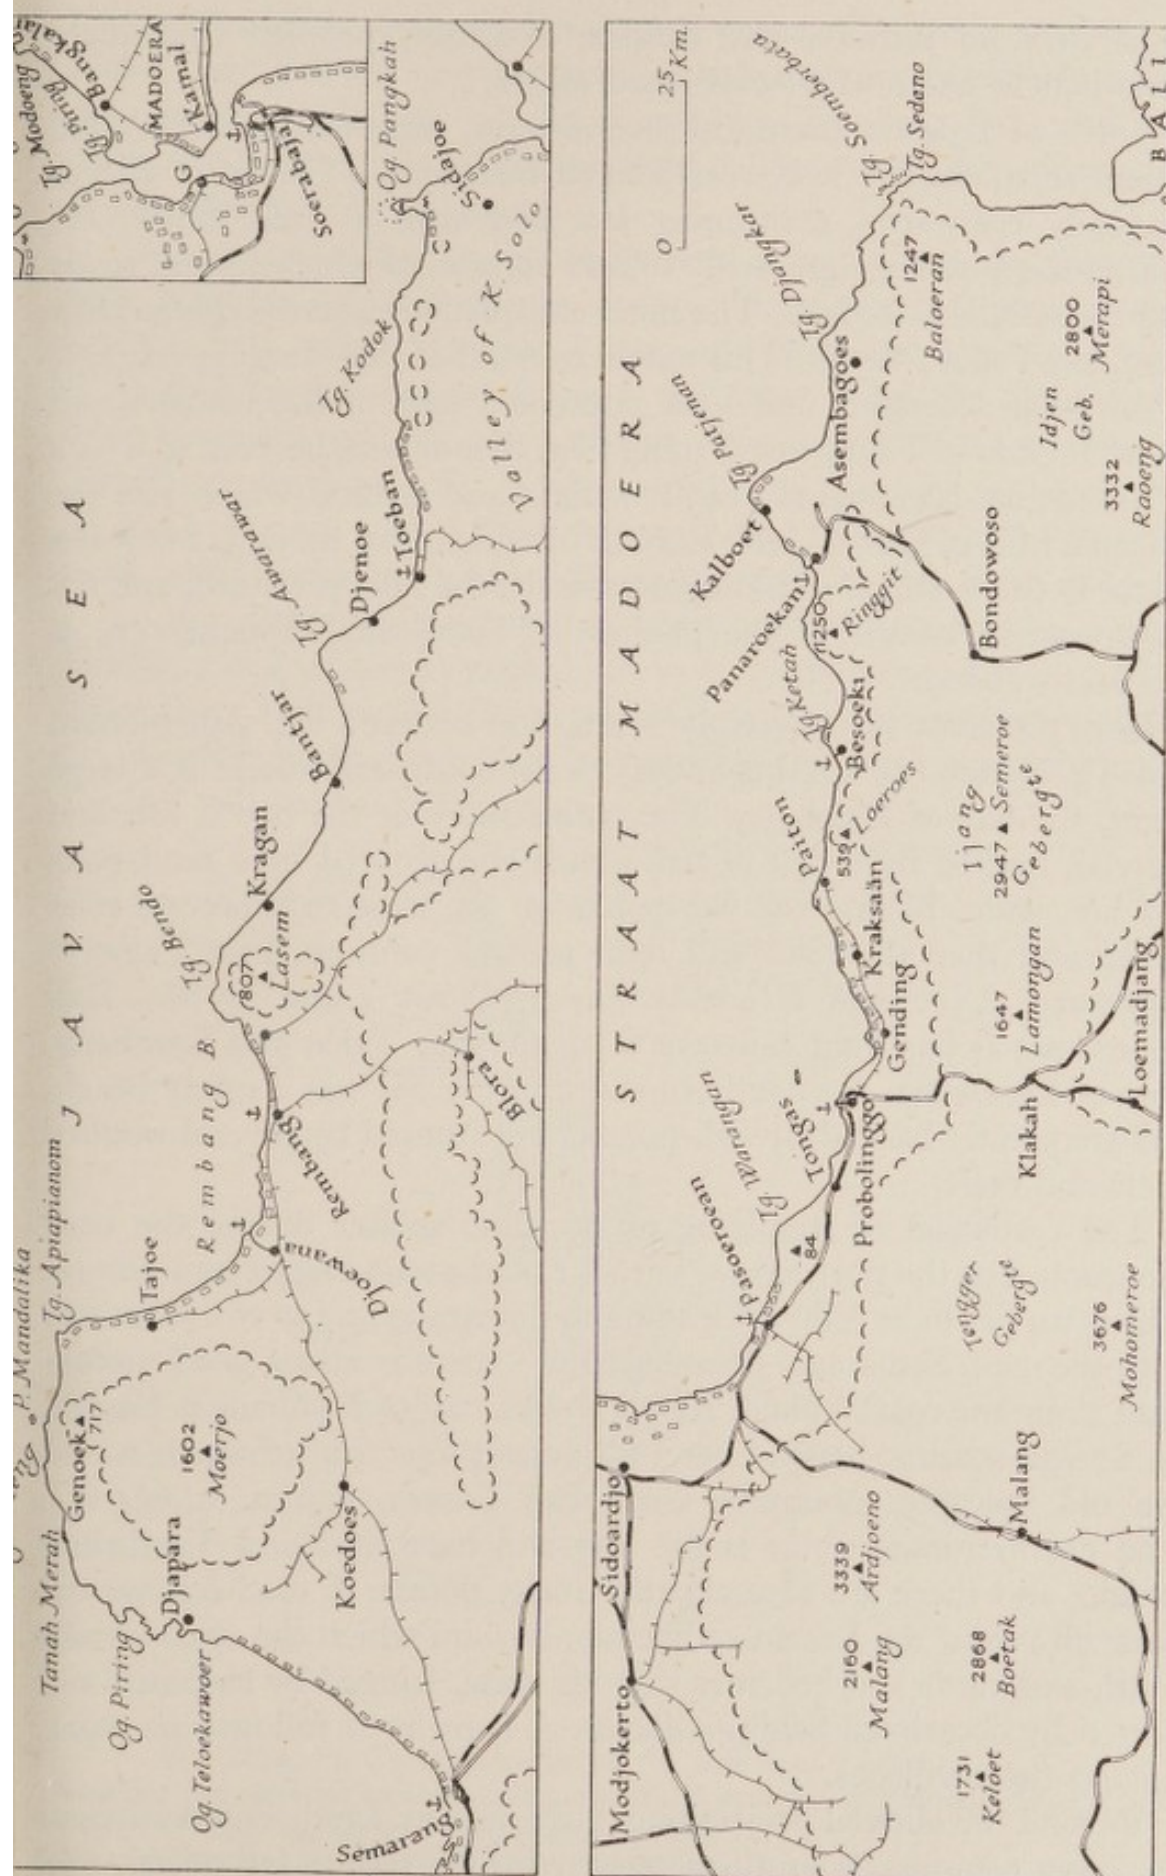 JAVA SEA
Tanah Merah
Og. Piring
Og. Teloekawoer
Semarang
Djapara
Genoek
717
P. Mandalika
Tg. Apiapianom
1602
Moerjo
Koedoes
Tajoe
Djoewana
Rembang B.
Rembang
Blora
Tg. Bendo
807
Lasem
Kragan
Bantjar
Tg. Awarawar
Djenoe
Toeban
Tg. Kodok
Valley of K. Solo
Sidajoe
Og Pangkah
Bangkalai
Tg. Modoeng
Tg. Piring
MADOERA
Kamal
G
Soerabaja
STRAAT MADOERA
0 25 Km.
Modjokerto
Sidoardjo
Pasoeroean
Tg. Warangan
84
Tongas
Probolinggo
Gending
Kraksaän
Paiton
539
Loeroes
Besoeki
Tg. Ketah
Panaroekan
1250
Ringgit
Kalboet
Tg. Patjenan
Asembagoes
Tg. Djangkar
Tg. Soemberbata
Tg. Sedano
1247
Baloeran
BALI
2800
Merapi
Idjen
Geb.
3332
Raoeng
Bondowoso
Ijang
2947 Semeroe
Gebergte
1647
Lamongan
Klakah
Loemadjang
Tengger
Gebergte
3676
Mohomeroe
Malang
3339
Ardjoeno
2160
Malang
2868
Boetak
1731
Keloet